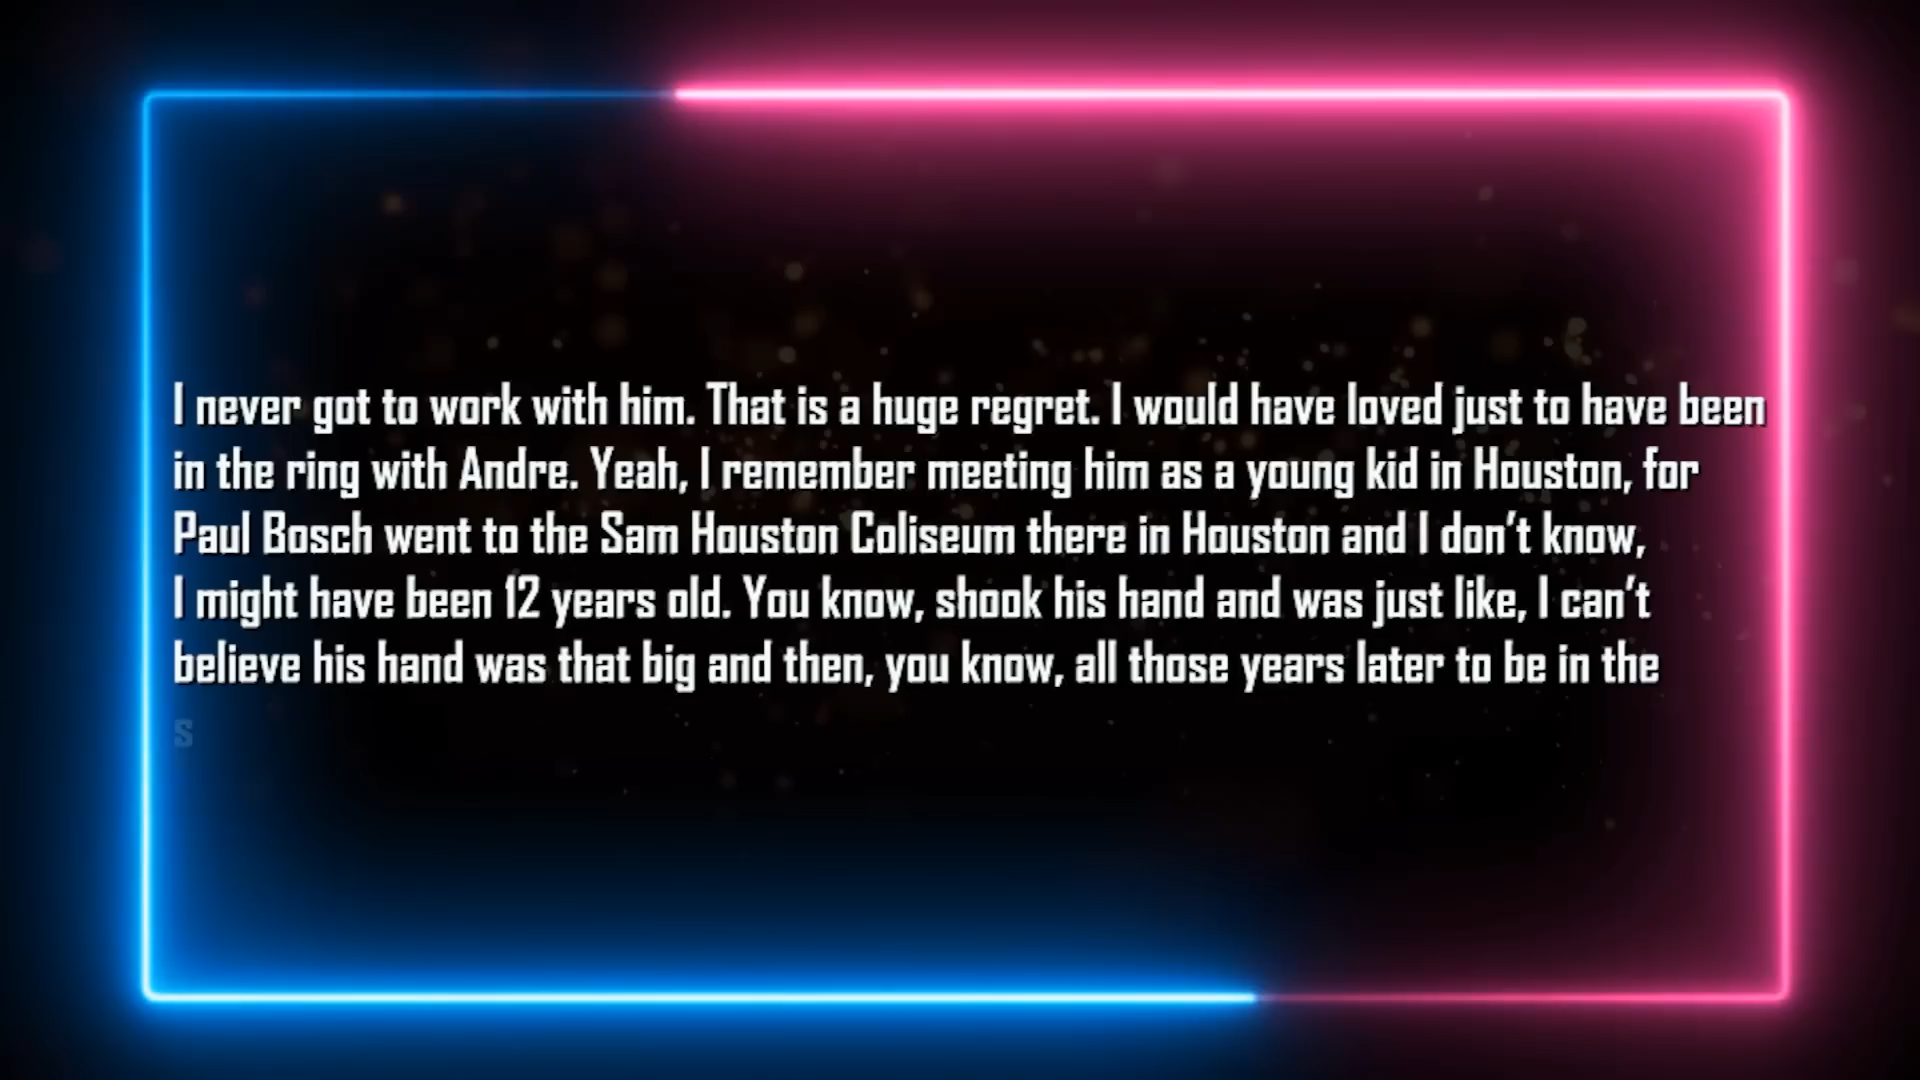 I never got to work with him. That is a huge regret. I would have loved just to have been
in the ring with Andre. Yeah, I remember meeting him as a young kid in Houston, for
Paul Bosch went to the Sam Houston Coliseum there in Houston and I don't know,
I might have been 12 years old. You know, shook his hand and was just like, I can't
believe his hand was that big and then, you know, all those years later to be in the
s